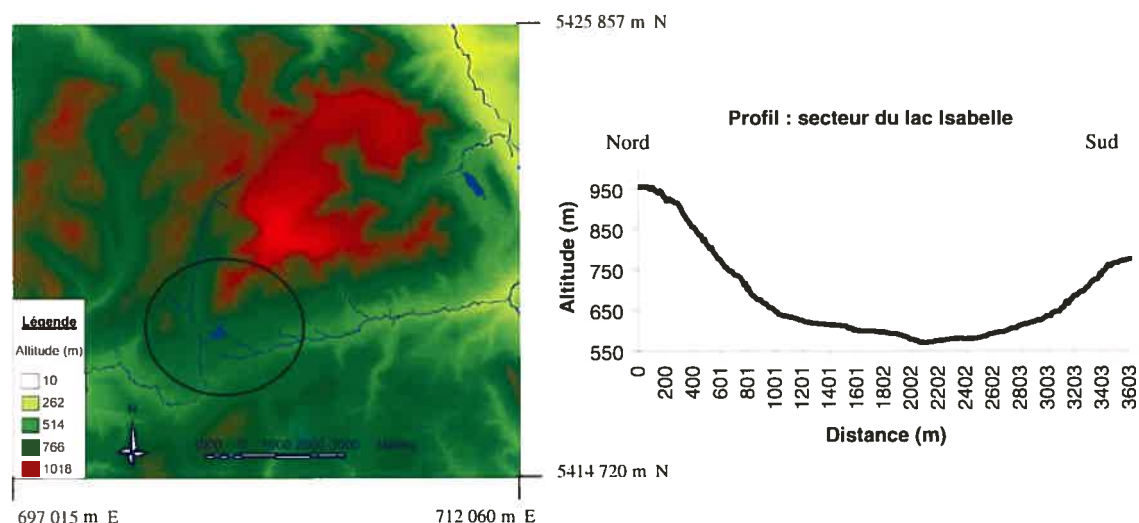 5425 857 m N
Profil : secteur du lac Isabelle
Nord
Sud
Altitude (m)
950
850
750
650
550
0
200
400
601
801
1001
1201
1401
1601
1802
2002
2202
2402
2602
2803
3003
3203
3403
3603
Distance (m)
Légende
Allitude (m)
10
262
514
766
1018
N
5414 720 m N
697 015 m E
712 060 m E